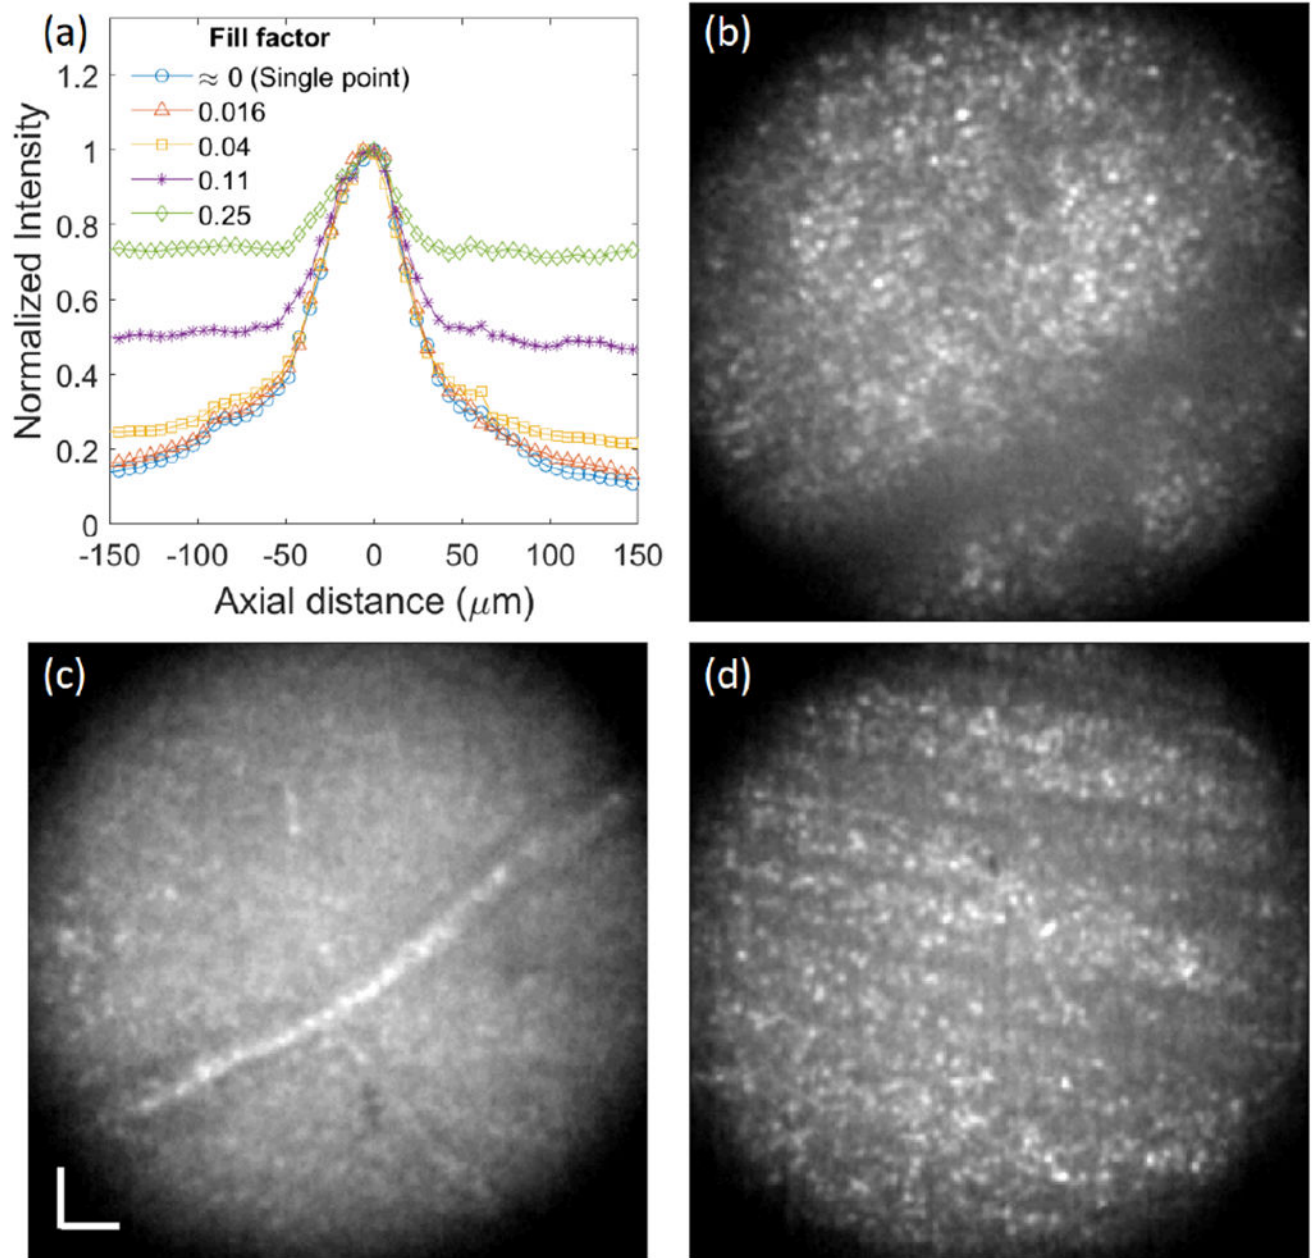 (a)
Fill factor
≈ 0 (Single point)
0.016
0.04
0.11
0.25
Normalized Intensity
1.2
1
0.8
0.6
0.4
0.2
0
-150 -100 -50 0 50 100 150
Axial distance (μm)
(b)
(c)
(d)